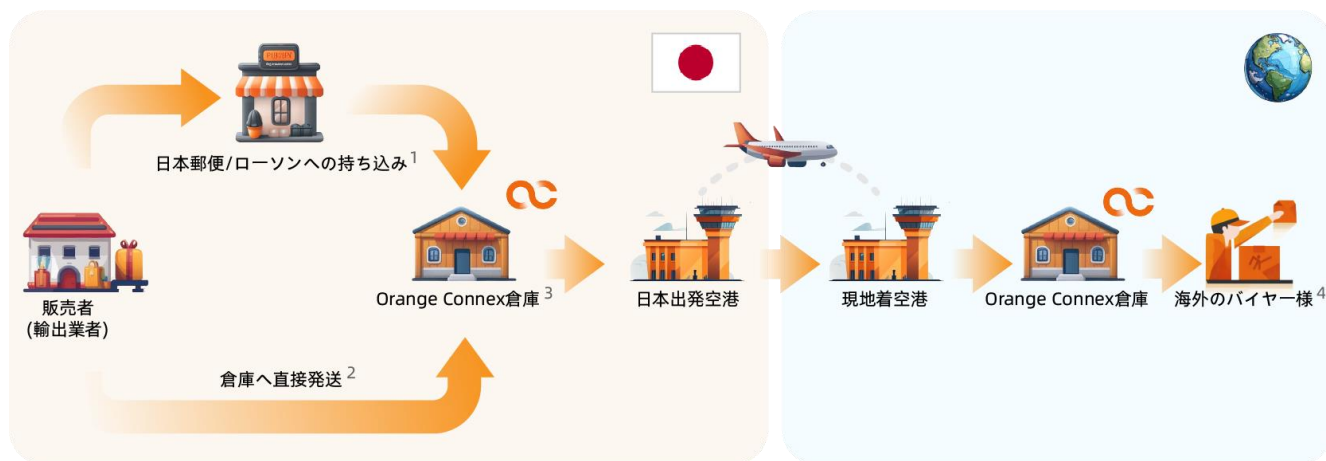 日本郵便/ローソンへの持ち込み1
販売者
(輸出業者)
倉庫へ直接発送2
Orange Connex倉庫3
日本出発空港
現地着空港
Orange Connex倉庫
海外のバイヤー様4